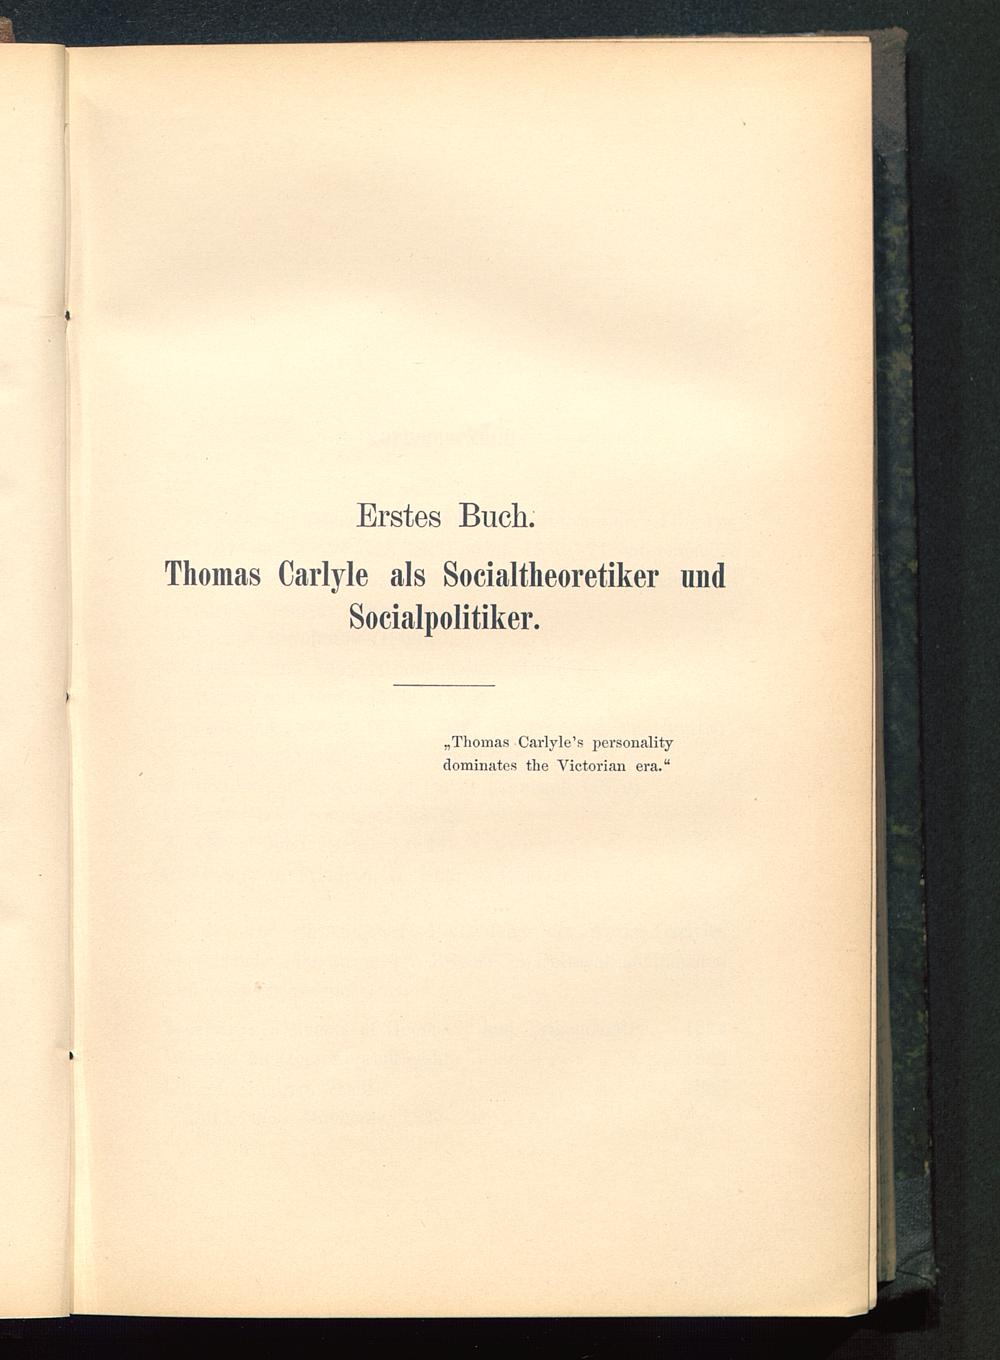 Erstes Buch.
Thomas Carlyle als Socialtheoretiker und
Socialpolitiker.
„Thomas Carlyle's personality
dominates the Victorian era.“